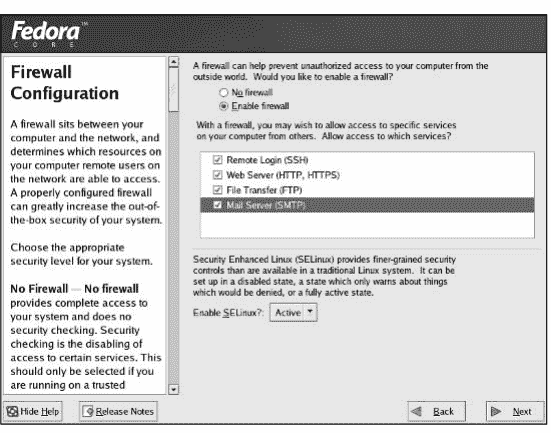 Fedora™
CORE
Firewall
Configuration
A firewall sits between your
computer and the network, and
determines which resources on
your computer remote users on
the network are able to access.
A properly configured firewall
can greatly increase the out-of-
the-box security of your system.
Choose the appropriate
security level for your system.
No Firewall — No firewall
provides complete access to
your system and does no
security checking. Security
checking is the disabling of
access to certain services. This
should only be selected if you
are running on a trusted
A firewall can help prevent unauthorized access to your computer from the
outside world. Would you like to enable a firewall?
No firewall
Enable firewall
With a firewall, you may wish to allow access to specific services
on your computer from others. Allow access to which services?
Remote Login (SSH)
Web Server (HTTP, HTTPS)
File Transfer (FTP)
Mail Server (SMTP)
Security Enhanced Linux (SELinux) provides finer-grained security
controls than are available in a traditional Linux system. It can be
set up in a disabled state, a state which only warns about things
which would be denied, or a fully active state.
Enable SELinux?: Active
Hide Help
Release Notes
Back
Next